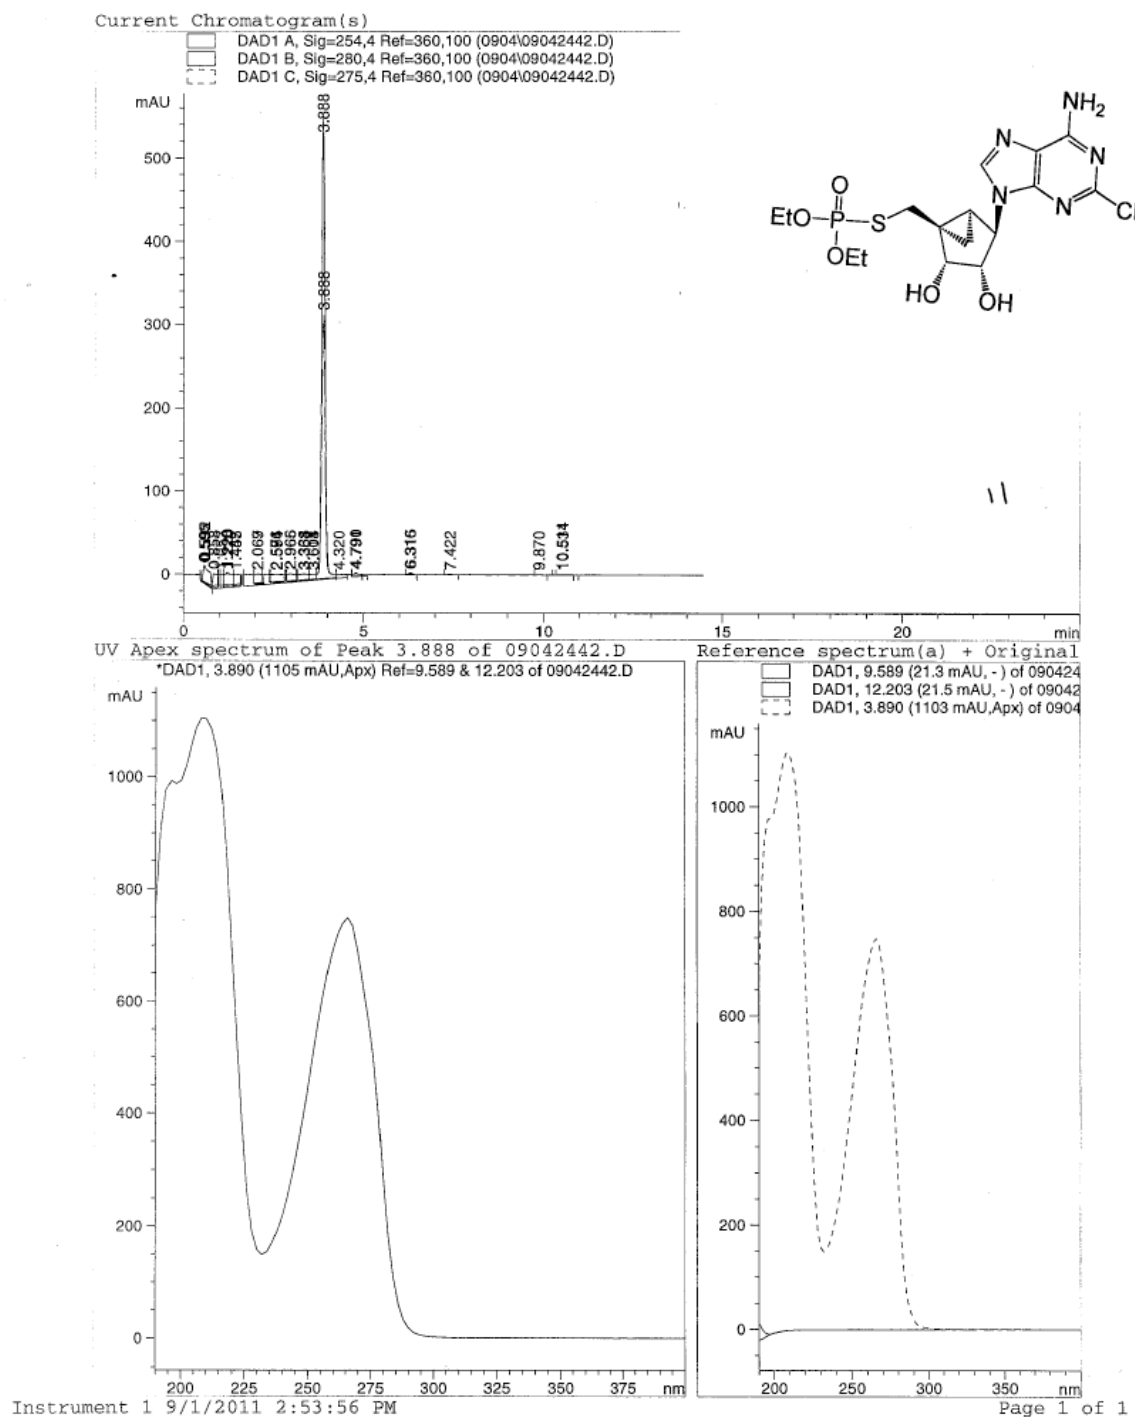 Current Chromatogram(s)
DAD1 A, Sig=254,4 Ref=360,100 (0904\09042442.D)
DAD1 B, Sig=280,4 Ref=360,100 (0904\09042442.D)
DAD1 C, Sig=275,4 Ref=360,100 (0904\09042442.D)
mAU
500
400
300
200
100
0
3.888
3.888
2.069
4.320
6.316
7.422
9.870
10.534
0 5 10 15 20 min
NH2
N
N
N
N
Cl
O
EtO P S
OEt
HO OH
11
UV Apex spectrum of Peak 3.888 of 09042442.D
*DAD1, 3.890 (1105 mAU,Apx) Ref=9.589 & 12.203 of 09042442.D
mAU
1000
800
600
400
200
0
200 225 250 275 300 325 350 375 nm
Reference spectrum(a) + Original
DAD1, 9.589 (21.3 mAU, - ) of 090424
DAD1, 12.203 (21.5 mAU, - ) of 09042
DAD1, 3.890 (1103 mAU,Apx) of 0904
mAU
1000
800
600
400
200
0
200 250 300 350 nm
Instrument 1 9/1/2011 2:53:56 PM
Page 1 of 1